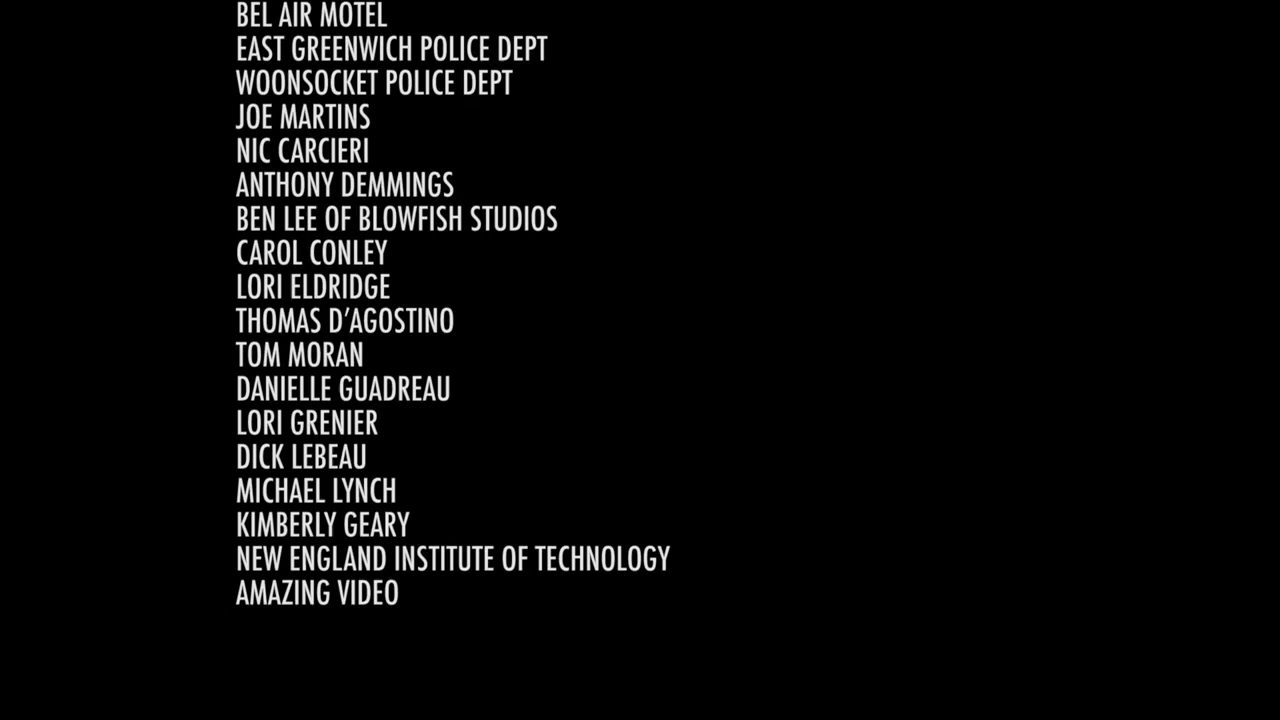 BEL AIR MOTEL
EAST GREENWICH POLICE DEPT
WOONSOCKET POLICE DEPT
JOE MARTINS
NIC CARCIERI
ANTHONY DEMMINGS
BEN LEE OF BLOWFISH STUDIOS
CAROL CONLEY
LORI ELDRIDGE
THOMAS D’AGOSTINO
TOM MORAN
DANIELLE GUADREAU
LORI GRENIER
DICK LEBEAU
MICHAEL LYNCH
KIMBERLY GEARY
NEW ENGLAND INSTITUTE OF TECHNOLOGY
AMAZING VIDEO